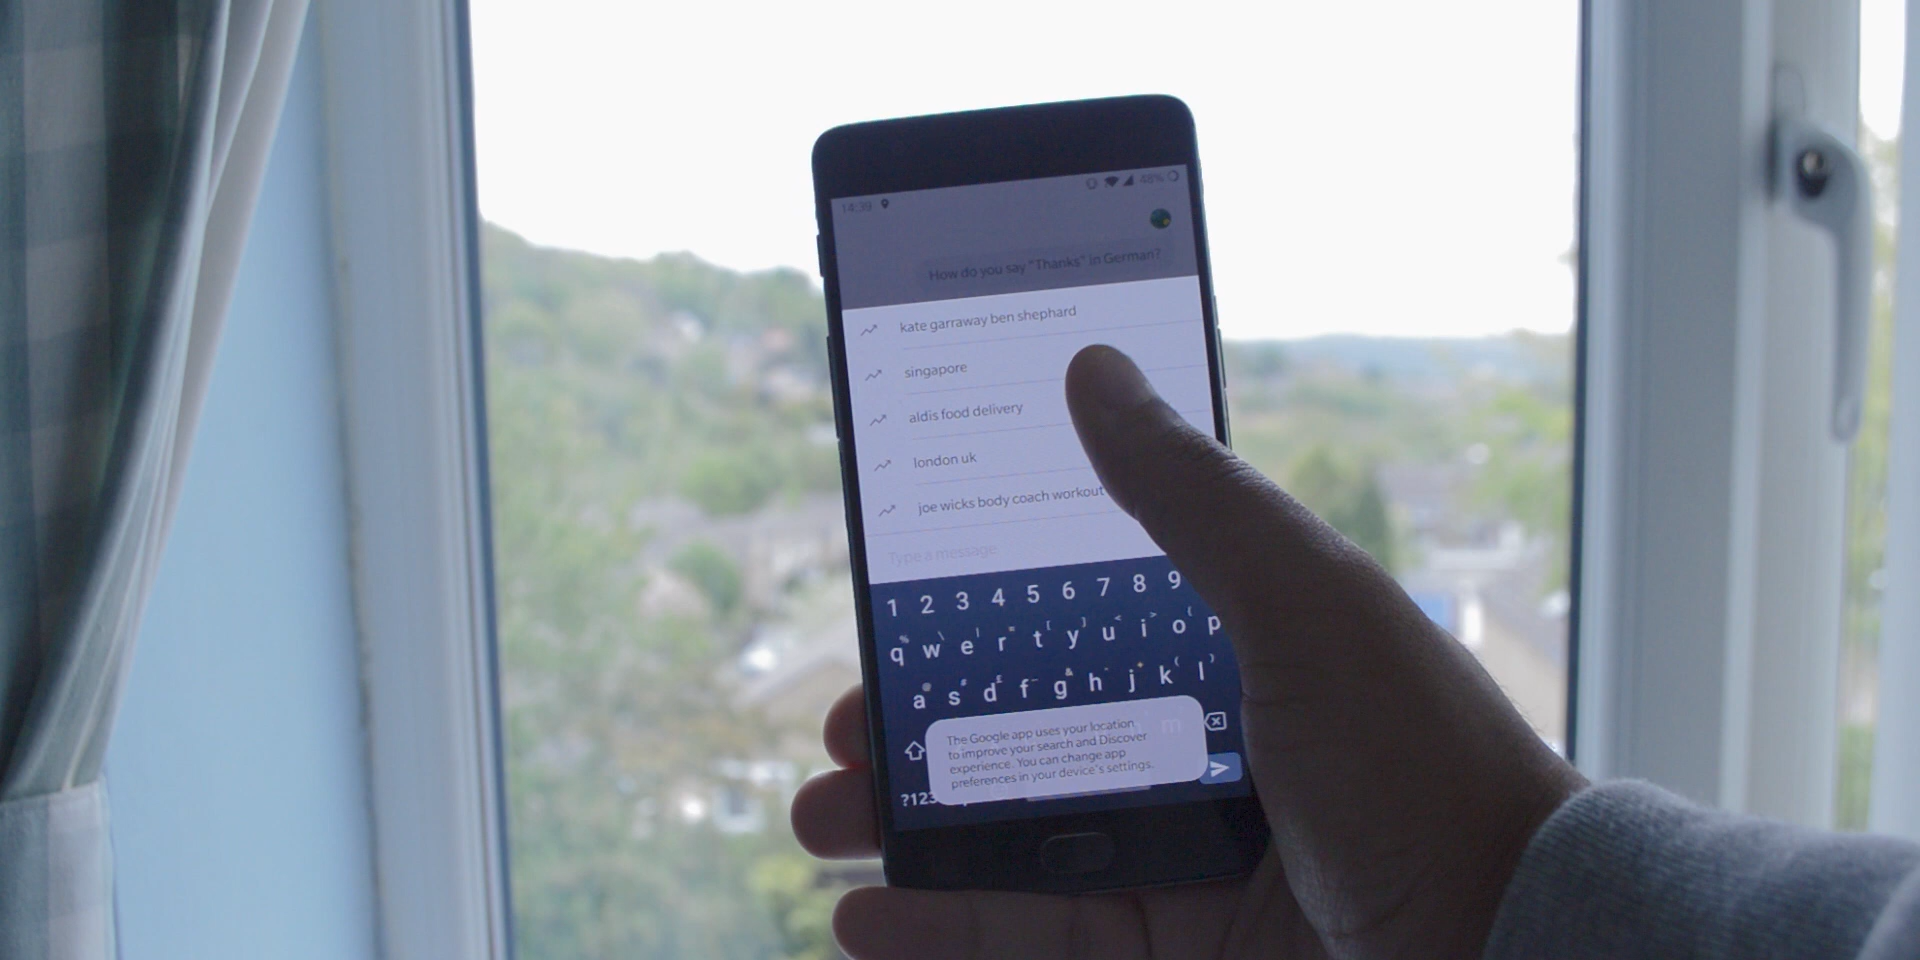 14:39
48%
How do you say "Thanks" in German?
kate garraway ben shephard
singapore
aldis food delivery
london uk
joe wicks body coach workout
Type a message
1 2 3 4 5 6 7 8 9
q w e r t y u i o p
a s d f g h j k l
m
The Google app uses your location
to improve your search and Discover
experience. You can change app
preferences in your device's settings.
?123